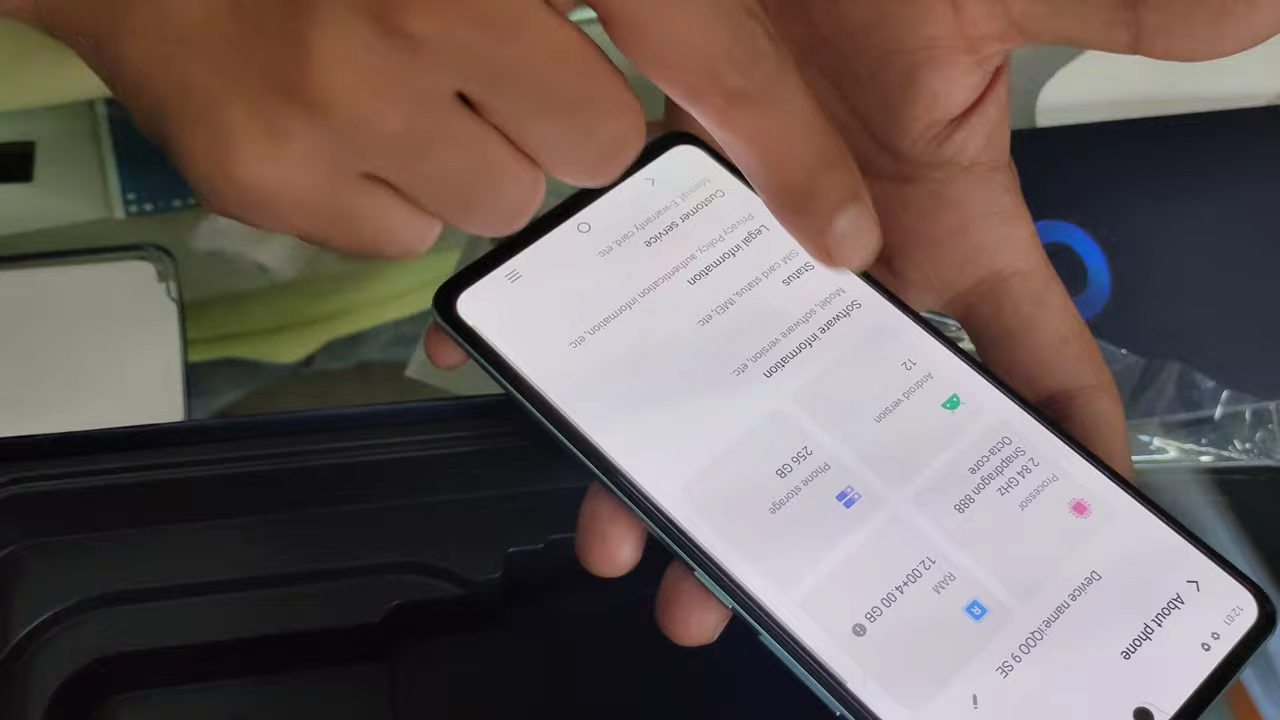 12:01
About phone
Device name:iQOO 9 SE
Processor
2.84 GHz
Snapdragon 888
Octa-core
RAM
12.00+4.00 GB
Android version
12
Phone storage
256 GB
Software information
Model, software version, etc.
Status
SIM card status, IMEI, etc.
Legal information
Privacy Policy, authentication information, etc.
Customer service
Manual, E-warranty card, etc.